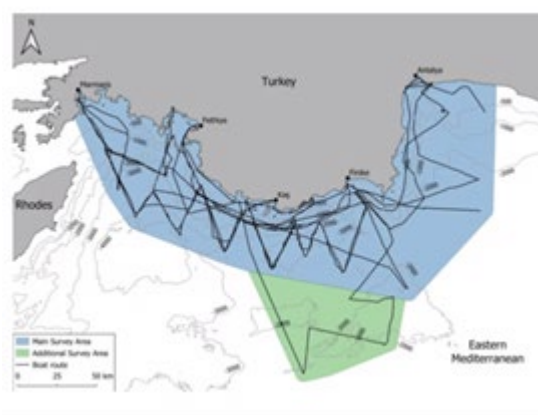 N
Marmaris
Turkey
Antalya
Fethiye
Finike
Kaş
Rhodes
Main Survey Area
Additional Survey Area
Boat route
0 25 50 km
Eastern
Mediterranean